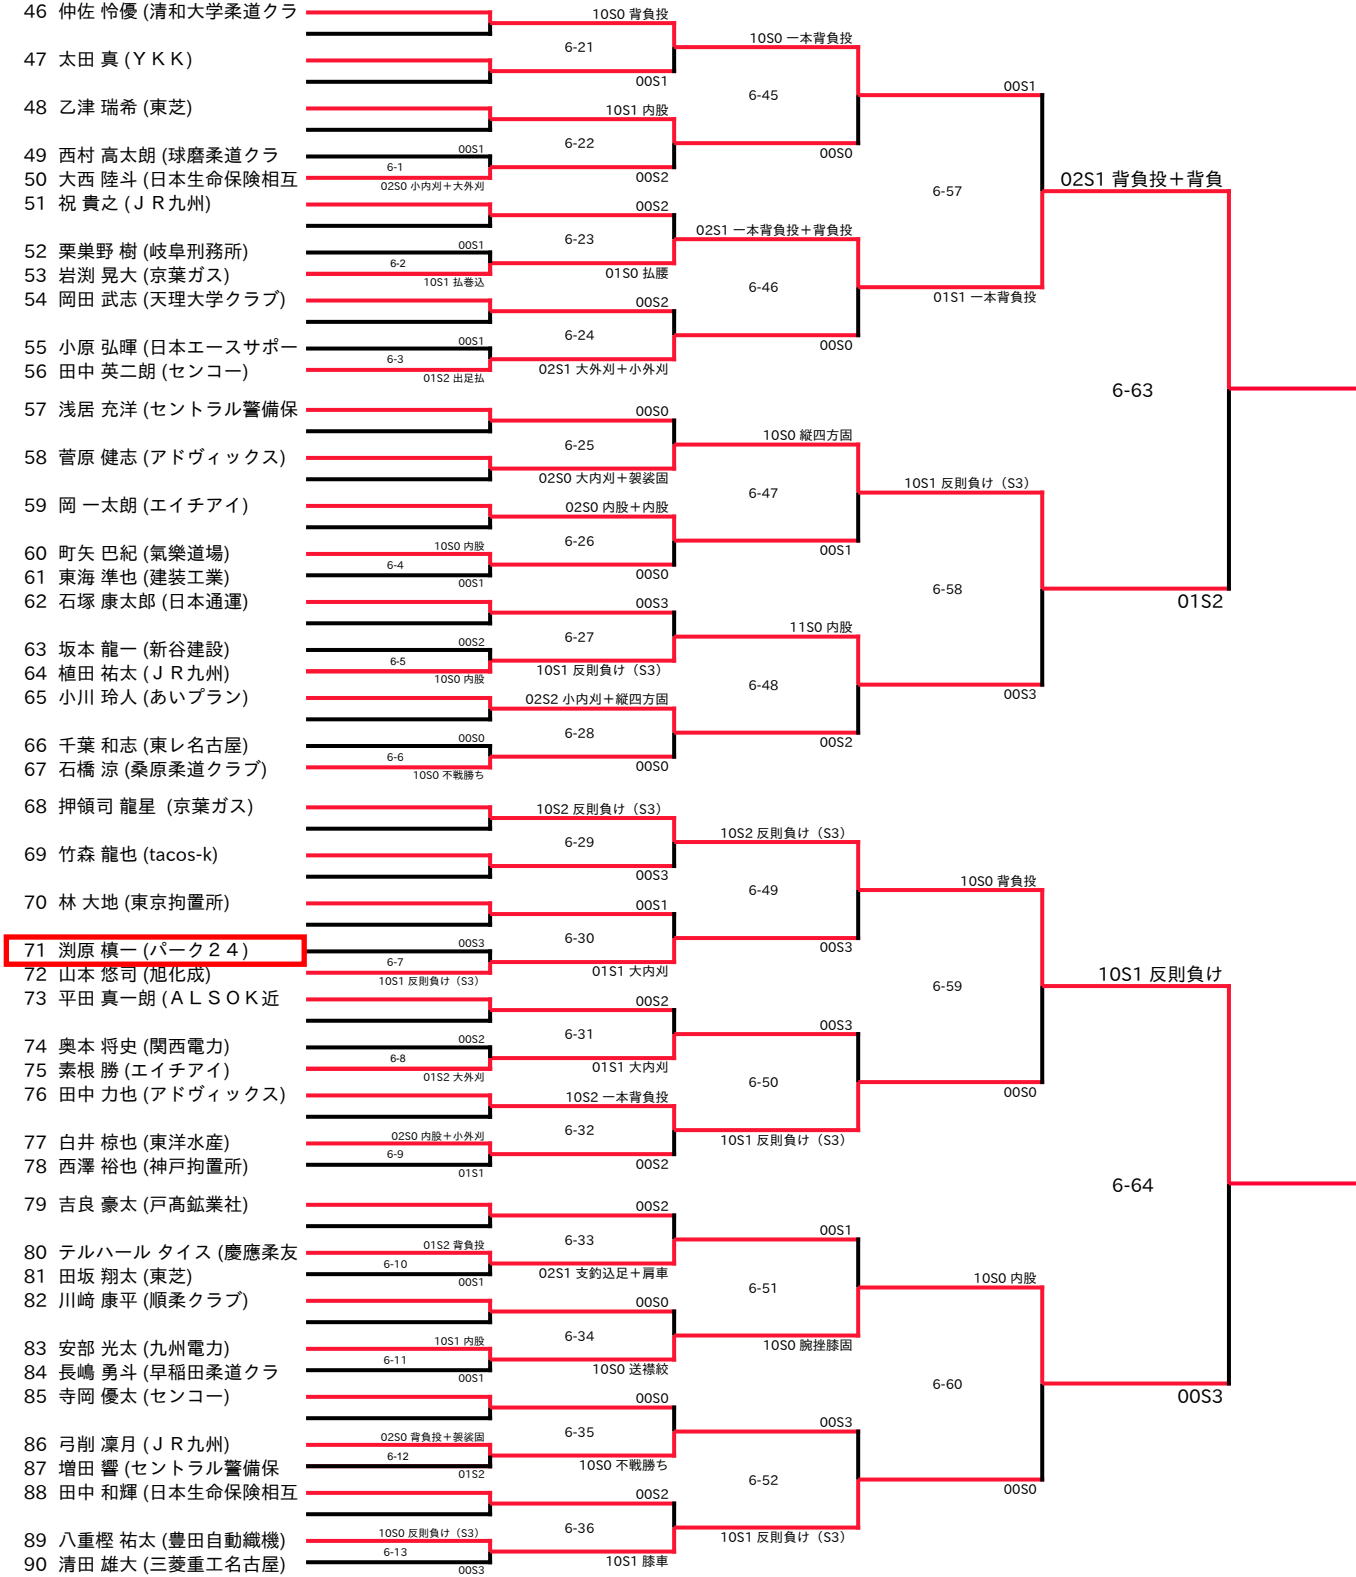 46 仲佐 怜優 (清和大学柔道クラ
47 太田 真 (ＹＫＫ)
48 乙津 瑞希 (東芝)
49 西村 高太朗 (球磨柔道クラ
50 大西 陸斗 (日本生命保険相互
51 祝 貴之 (ＪＲ九州)
52 栗巣野 樹 (岐阜刑務所)
53 岩渕 晃大 (京葉ガス)
54 岡田 武志 (天理大学クラブ)
55 小原 弘暉 (日本エースサポー
56 田中 英二朗 (センコー)
57 浅居 充洋 (セントラル警備保
58 菅原 健志 (アドヴィックス)
59 岡 一太朗 (エイチアイ)
60 町矢 巴紀 (氣樂道場)
61 東海 準也 (建装工業)
62 石塚 康太郎 (日本通運)
63 坂本 龍一 (新谷建設)
64 植田 祐太 (ＪＲ九州)
65 小川 玲人 (あいプラン)
66 千葉 和志 (東レ名古屋)
67 石橋 涼 (桑原柔道クラブ)
68 押領司 龍星 (京葉ガス)
69 竹森 龍也 (tacos-k)
70 林 大地 (東京拘置所)
71 渕原 槙一 (パーク２４)
72 山本 悠司 (旭化成)
73 平田 真一朗 (ＡＬＳＯＫ近
74 奥本 将史 (関西電力)
75 素根 勝 (エイチアイ)
76 田中 力也 (アドヴィックス)
77 白井 椋也 (東洋水産)
78 西澤 裕也 (神戸拘置所)
79 吉良 豪太 (戸髙鉱業社)
80 テルハール タイス (慶應柔友
81 田坂 翔太 (東芝)
82 川﨑 康平 (順柔クラブ)
83 安部 光太 (九州電力)
84 長嶋 勇斗 (早稲田柔道クラ
85 寺岡 優太 (センコー)
86 弓削 凜月 (ＪＲ九州)
87 増田 響 (セントラル警備保
88 田中 和輝 (日本生命保険相互
89 八重樫 祐太 (豊田自動織機)
90 清田 雄大 (三菱重工名古屋)
00S1
6-1
02S0 小内刈＋大外刈
00S1
6-2
10S1 払巻込
00S1
6-3
01S2 出足払
10S0 内股
6-4
00S1
00S2
6-5
10S0 内股
00S0
6-6
10S0 不戦勝ち
00S3
6-7
10S1 反則負け（S3）
00S2
6-8
01S2 大外刈
02S0 内股＋小外刈
6-9
01S1
01S2 背負投
6-10
00S1
10S1 内股
6-11
00S1
02S0 背負投＋袈裟固
6-12
01S2
10S0 反則負け（S3）
6-13
00S3
10S0 背負投
6-21
00S1
10S1 内股
6-22
00S2
00S2
6-23
01S0 払腰
00S2
6-24
02S1 大外刈＋小外刈
00S0
6-25
02S0 大内刈＋袈裟固
02S0 内股＋内股
6-26
00S0
00S3
6-27
10S1 反則負け（S3）
02S2 小内刈＋縦四方固
6-28
00S0
10S2 反則負け（S3）
6-29
00S3
00S1
6-30
01S1 大内刈
00S2
6-31
01S1 大内刈
10S2 一本背負投
6-32
00S2
00S2
6-33
02S1 支釣込足＋肩車
00S0
6-34
10S0 送襟絞
00S0
6-35
10S0 不戦勝ち
00S2
6-36
10S1 膝車
10S0 一本背負投
6-45
00S0
02S1 一本背負投＋背負投
6-46
00S0
10S0 縦四方固
6-47
00S1
11S0 内股
6-48
00S2
10S2 反則負け（S3）
6-49
00S3
00S3
6-50
10S1 反則負け（S3）
00S1
6-51
10S0 腕挫膝固
00S3
6-52
10S1 反則負け（S3）
00S1
6-57
01S1 一本背負投
10S1 反則負け（S3）
6-58
00S3
10S0 背負投
6-59
00S0
10S0 内股
6-60
00S0
02S1 背負投＋背負
6-63
01S2
10S1 反則負け
6-64
00S3